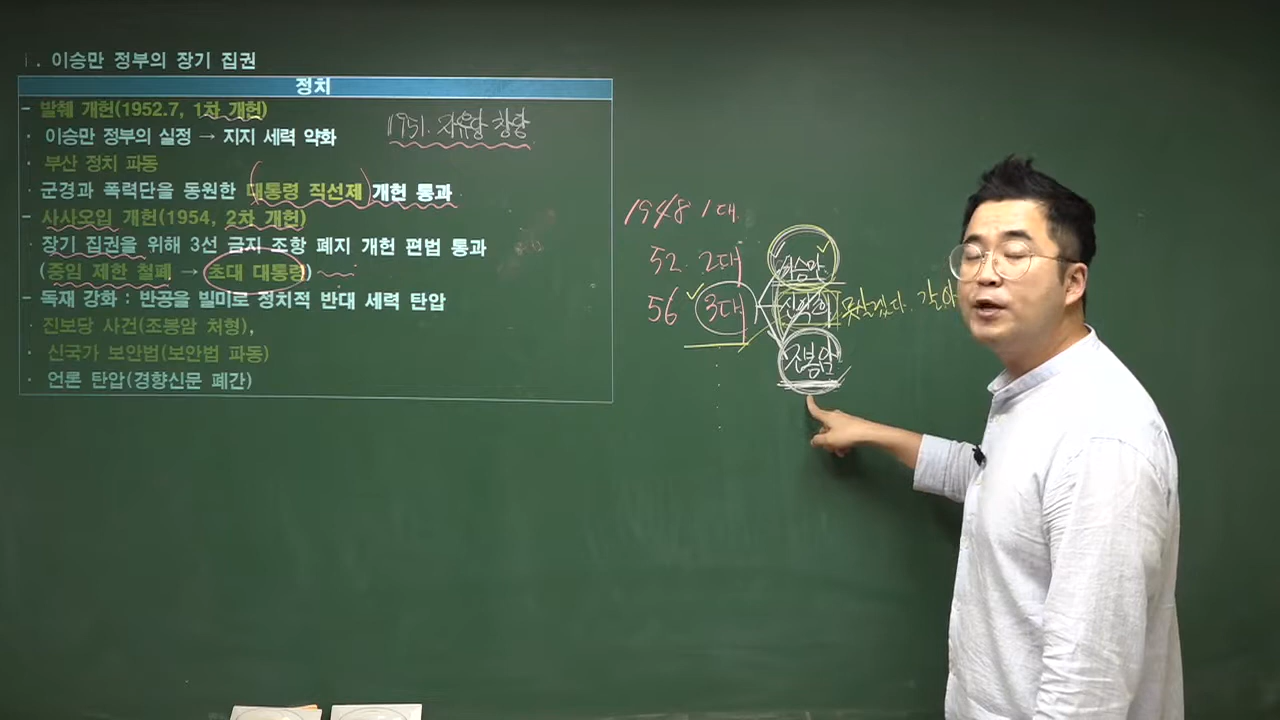 . 이승만 정부의 장기 집권
정치
- 발췌 개헌(1952.7, 1차 개헌)
· 이승만 정부의 실정 → 지지 세력 약화
1951. 자유당 창당
· 부산 정치 파동
· 군경과 폭력단을 동원한 대통령 직선제 개헌 통과
- 사사오입 개헌(1954, 2차 개헌)
· 장기 집권을 위해 3선 금지 조항 폐지 개헌 편법 통과
(중임 제한 철폐 → 초대 대통령)
- 독재 강화 : 반공을 빌미로 정치적 반대 세력 탄압
· 진보당 사건(조봉암 처형),
· 신국가 보안법(보안법 파동)
· 언론 탄압(경향신문 폐간)
1948 1대
52. 2대 이승만
56 3대 신익희 못살겠다. 갈아
조봉암